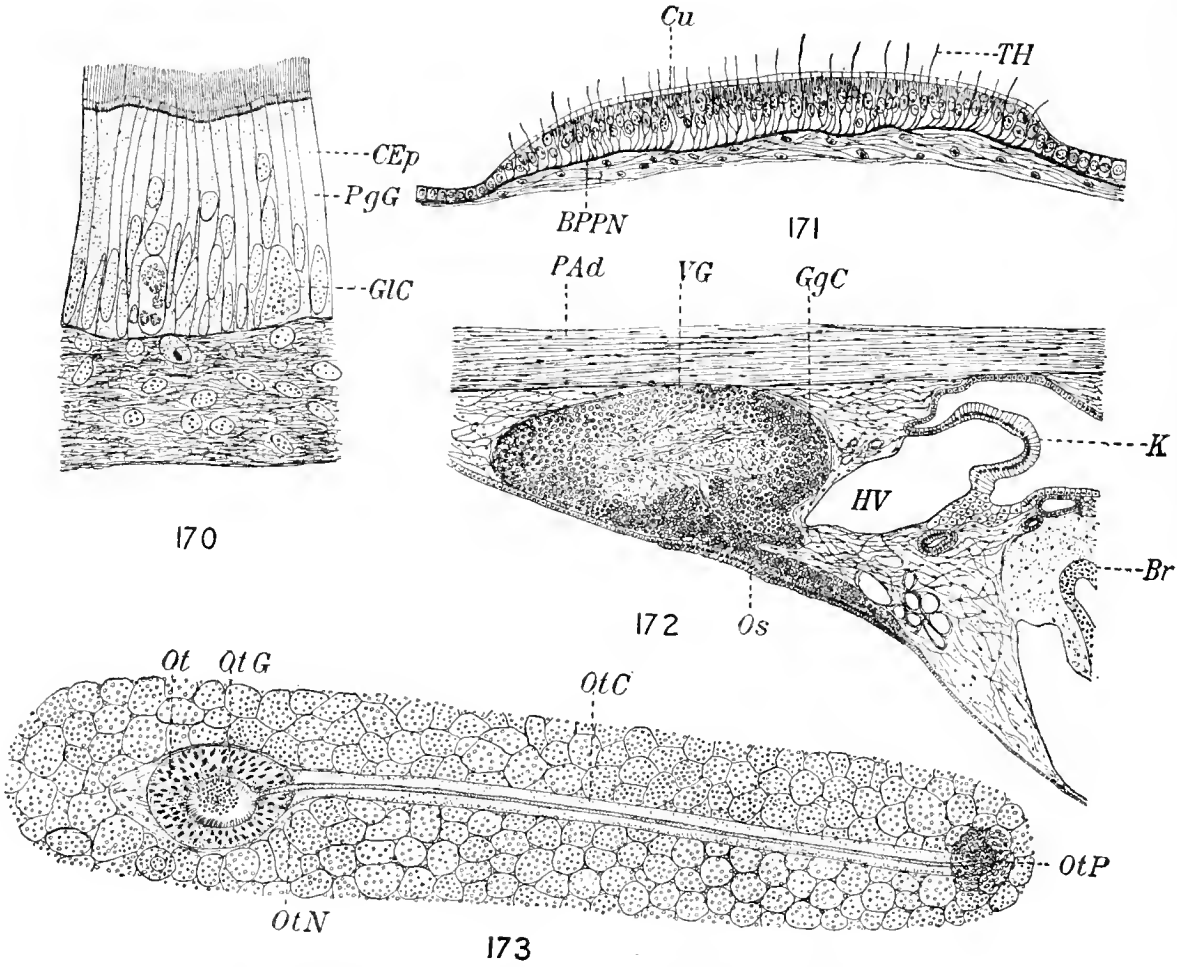 Cu
TH
CEp
PgG
GlC
BPPN
171
170
PAd
VG
GgC
K
HV
Br
172
Os
Ot
OtG
OtC
OtP
OtN
173